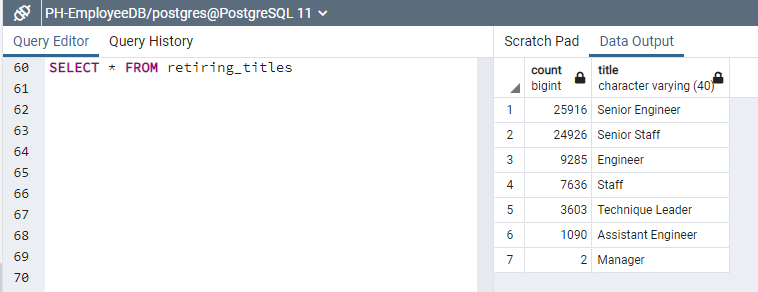 PH-EmployeeDB/postgres@PostgreSQL 11
Query Editor Query History
60 SELECT * FROM retiring_titles
61
62
63
64
65
66
67
68
69
70
Scratch Pad Data Output
count bigint title character varying (40)
1 25916 Senior Engineer
2 24926 Senior Staff
3 9285 Engineer
4 7636 Staff
5 3603 Technique Leader
6 1090 Assistant Engineer
7 2 Manager